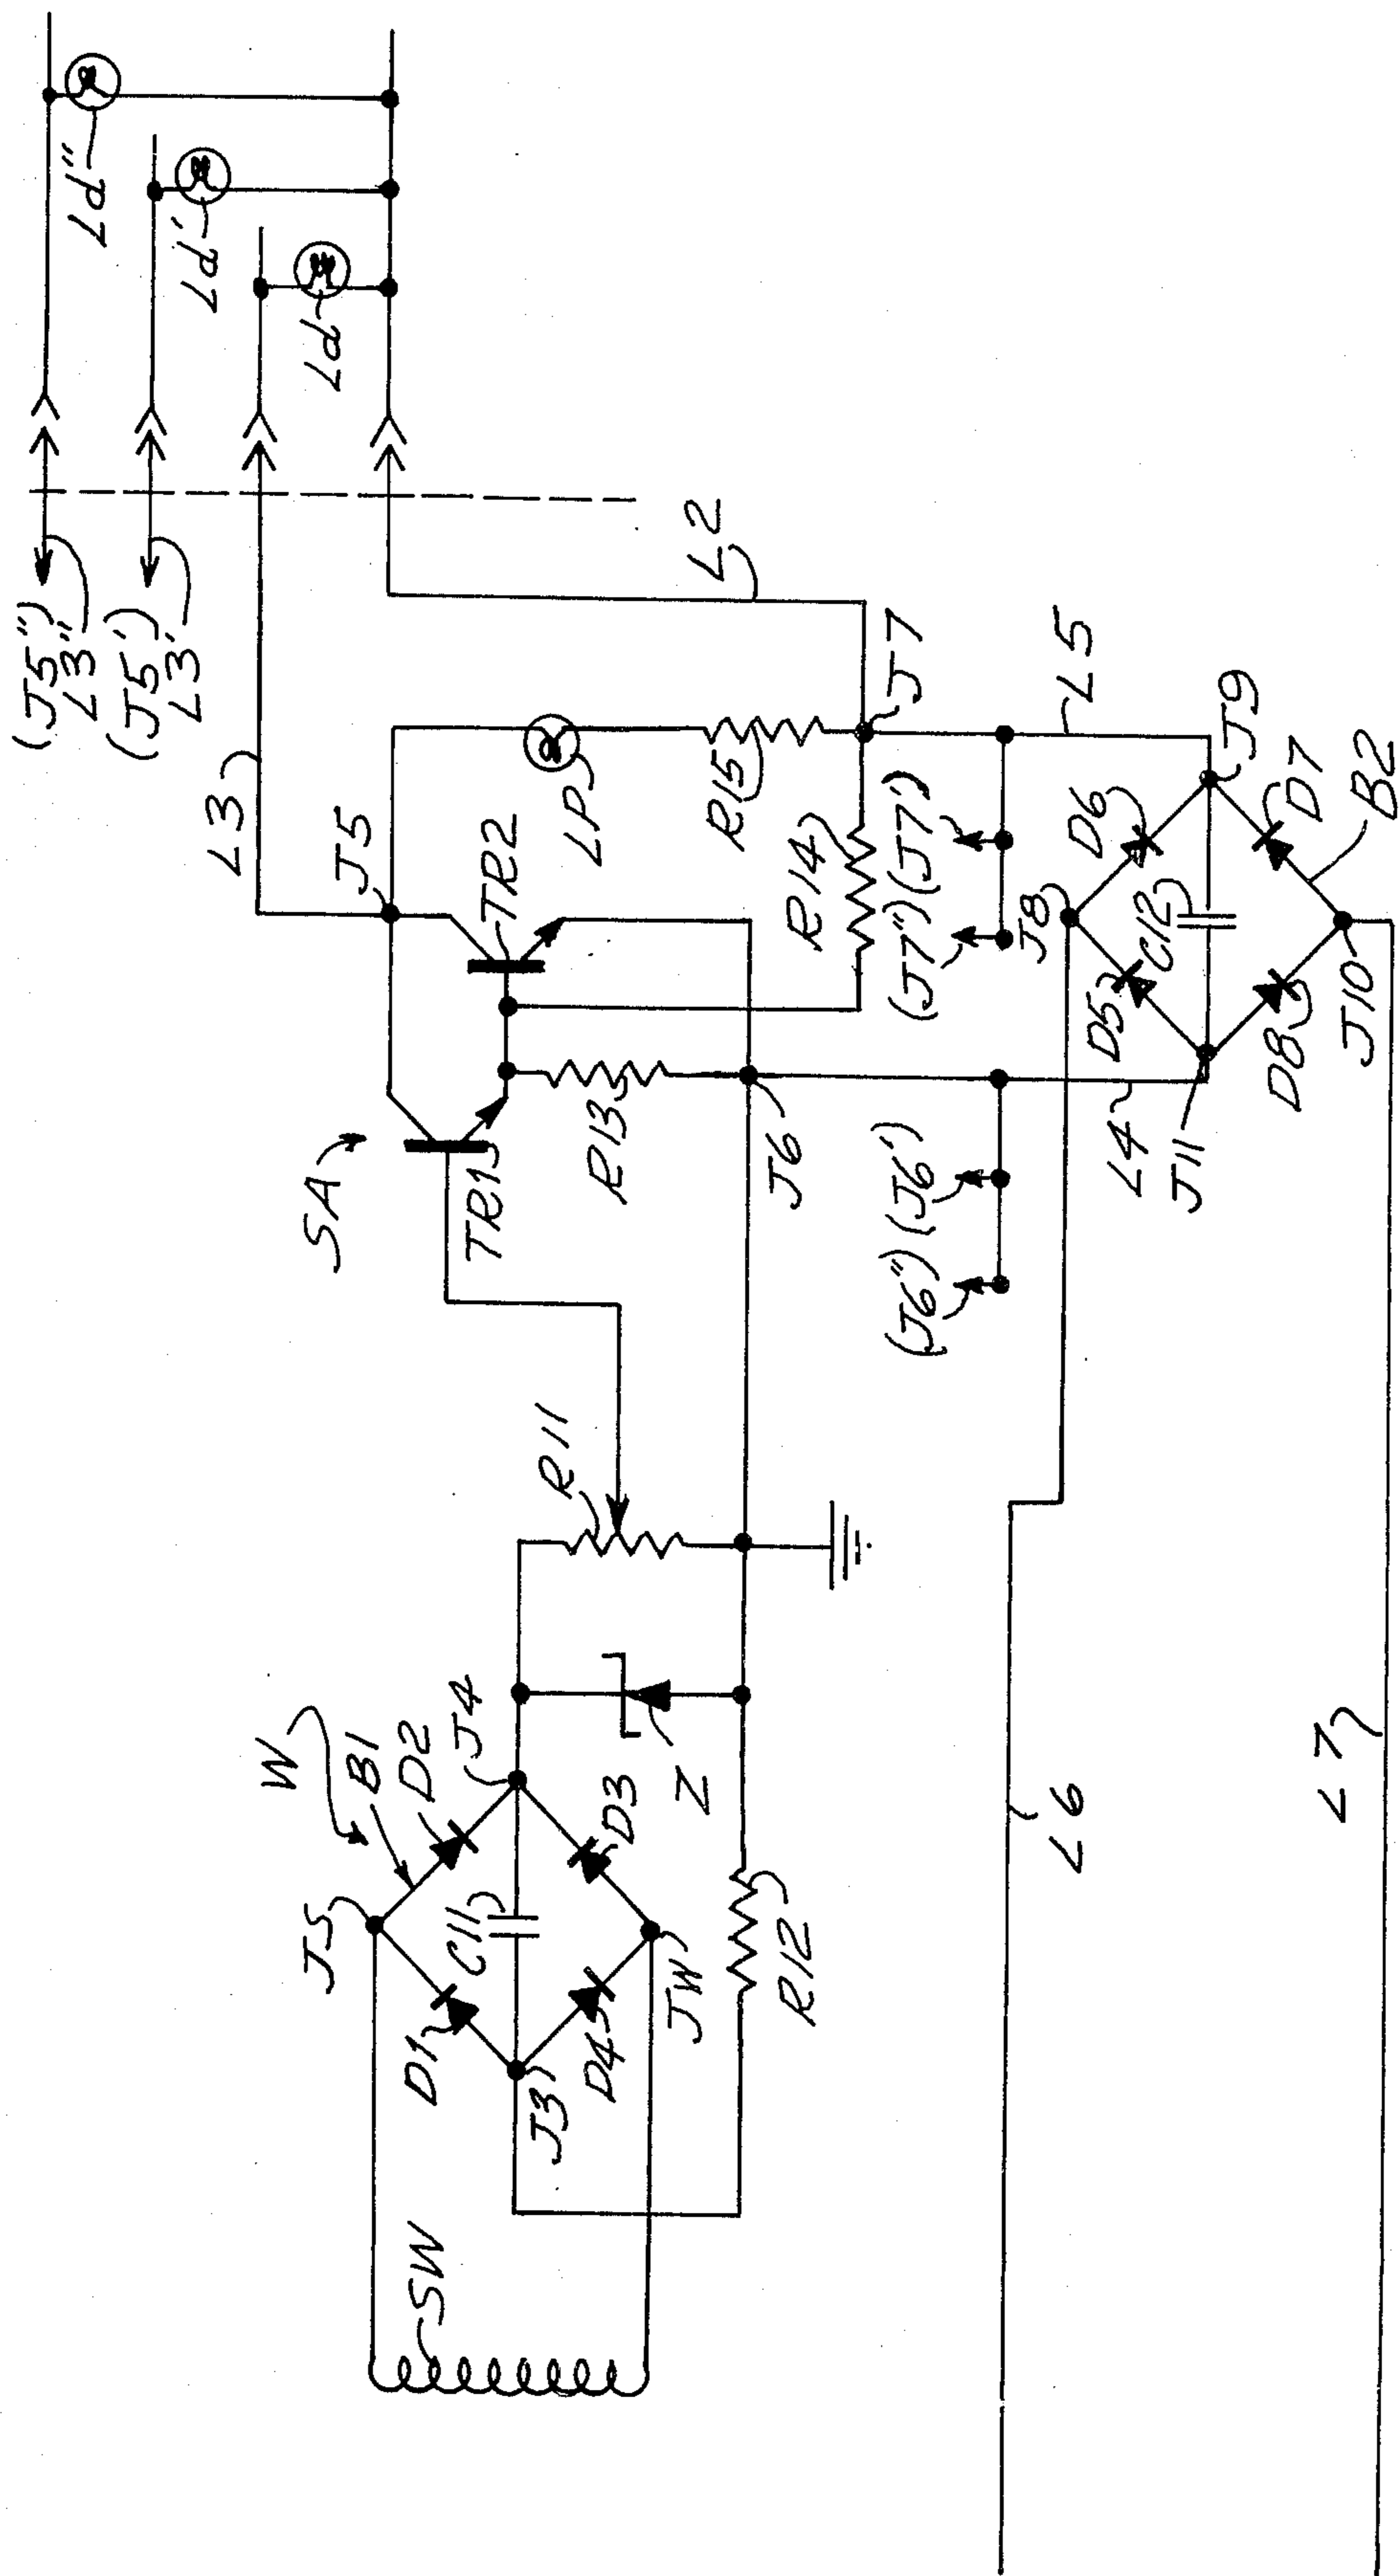 (J5")
L3"
(J5')
L3'
Ld"
Ld'
Ld
L3
L2
J5
SA
TR1
TR2
LP
R15
R14
R13
J7
J6
(J7")
(J7')
(J6")
(J6')
L5
L4
J8
D6
D5
C12
J9
D7
B2
D8
J10
J11
R11
W
B1
D2
J4
JS
C11
D1
D3
Z
J3
D4
JW
R12
SW
L6
L7